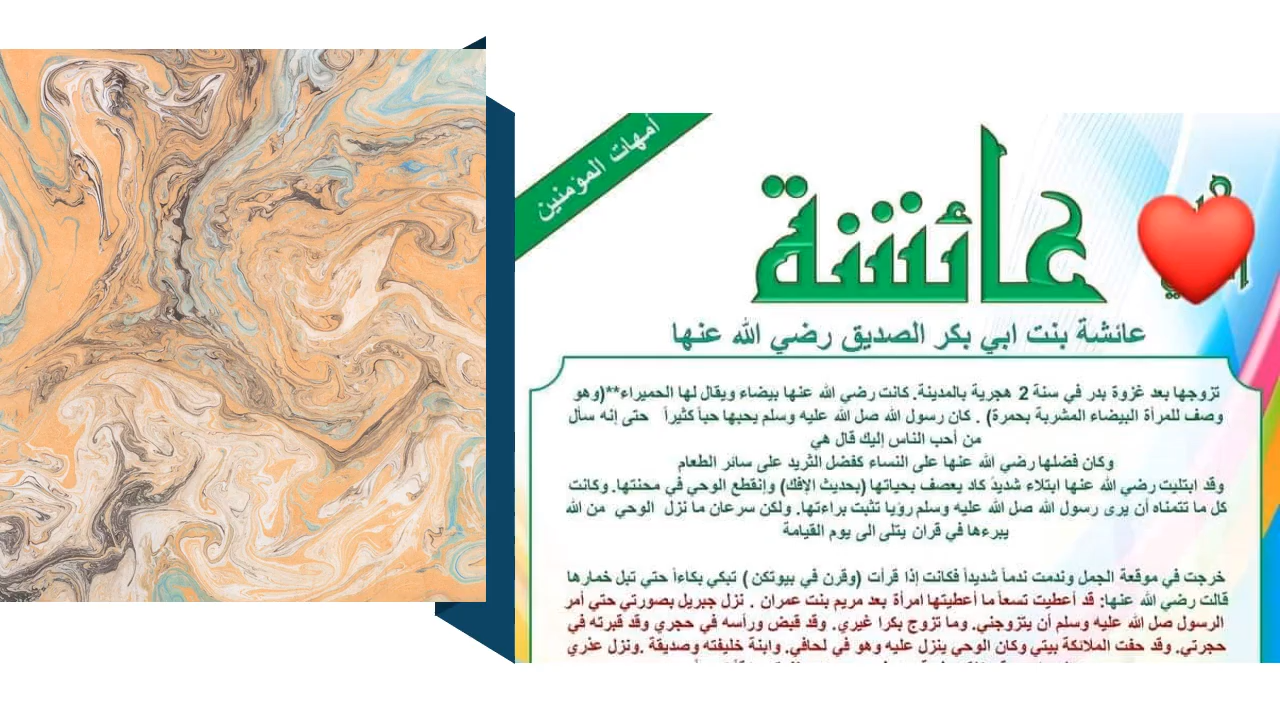 أمهات المؤمنين
عائشة
عائشة بنت ابي بكر الصديق رضي الله عنها
تزوجها بعد غزوة بدر في سنة 2 هجرية بالمدينة. كانت رضي الله عنها بيضاء ويقال لها الحميراء**(وهو
وصف للمرأة البيضاء المشربة بحمرة) . كان رسول الله صل الله عليه وسلم يحبها حباً كثيراً حتى إنه سأل
من أحب الناس إليك قال هي
وكان فضلها رضي الله عنها على النساء كفضل الثريد على سائر الطعام
وقد ابتليت رضي الله عنها ابتلاء شديدً كاد يعصف بحياتها (بحديث الإفك) وإنقطع الوحي في محنتها. وكانت
كل ما تتمناه أن يرى رسول الله صل الله عليه وسلم رؤيا تثبت براءتها. ولكن سرعان ما نزل الوحي من الله
يبرءها في قران يتلى الى يوم القيامة
خرجت في موقعة الجمل وندمت ندماً شديداً فكانت إذا قرأت (وقرن في بيوتكن ) تبكي بكاءاً حتي تبل خمارها
قالت رضي الله عنها: قد أعطيت تسعاً ما أعطيتها امرأة بعد مريم بنت عمران . نزل جبريل بصورتي حتي أمر
الرسول صل الله عليه وسلم أن يتزوجني. وما تزوج بكرا غيري. وقد قبض ورأسه في حجري وقد قبرته في
حجرتي. وقد حفت الملائكة بيتي وكان الوحي ينزل عليه وهو في لحافي. وابنة خليفته وصديقة .ونزل عذري